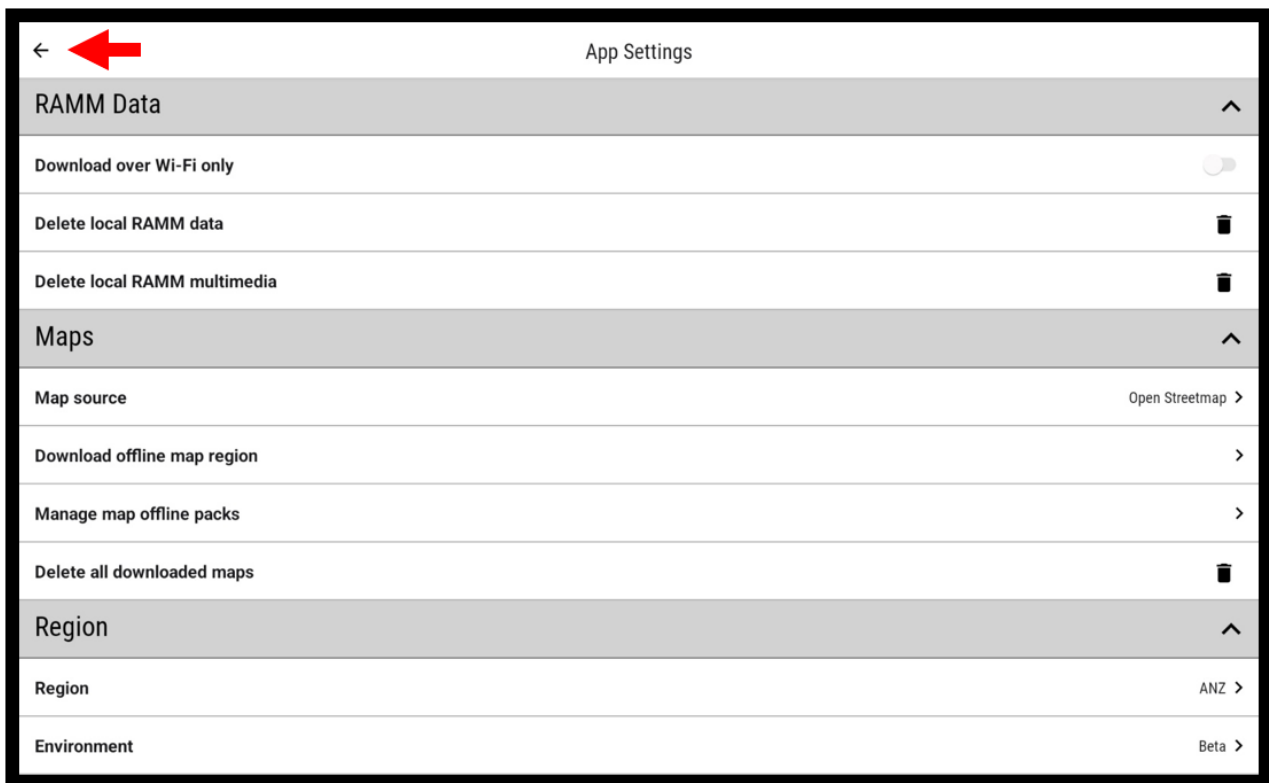 App Settings
RAMM Data
Download over Wi-Fi only
Delete local RAMM data
Delete local RAMM multimedia
Maps
Map source Open Streetmap
Download offline map region
Manage map offline packs
Delete all downloaded maps
Region
Region ANZ
Environment Beta